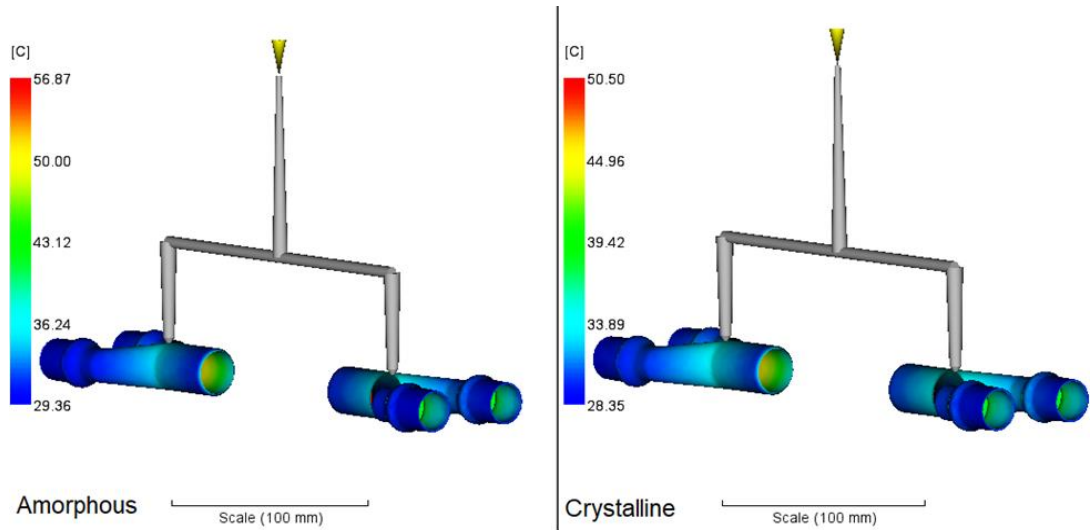 [C]
56.87
50.00
43.12
36.24
29.36
Amorphous
Scale (100 mm)
[C]
50.50
44.96
39.42
33.89
28.35
Crystalline
Scale (100 mm)